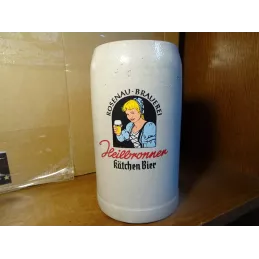 ROSENAU-BRAUEREI
Heilbronner
Kätchen Bier